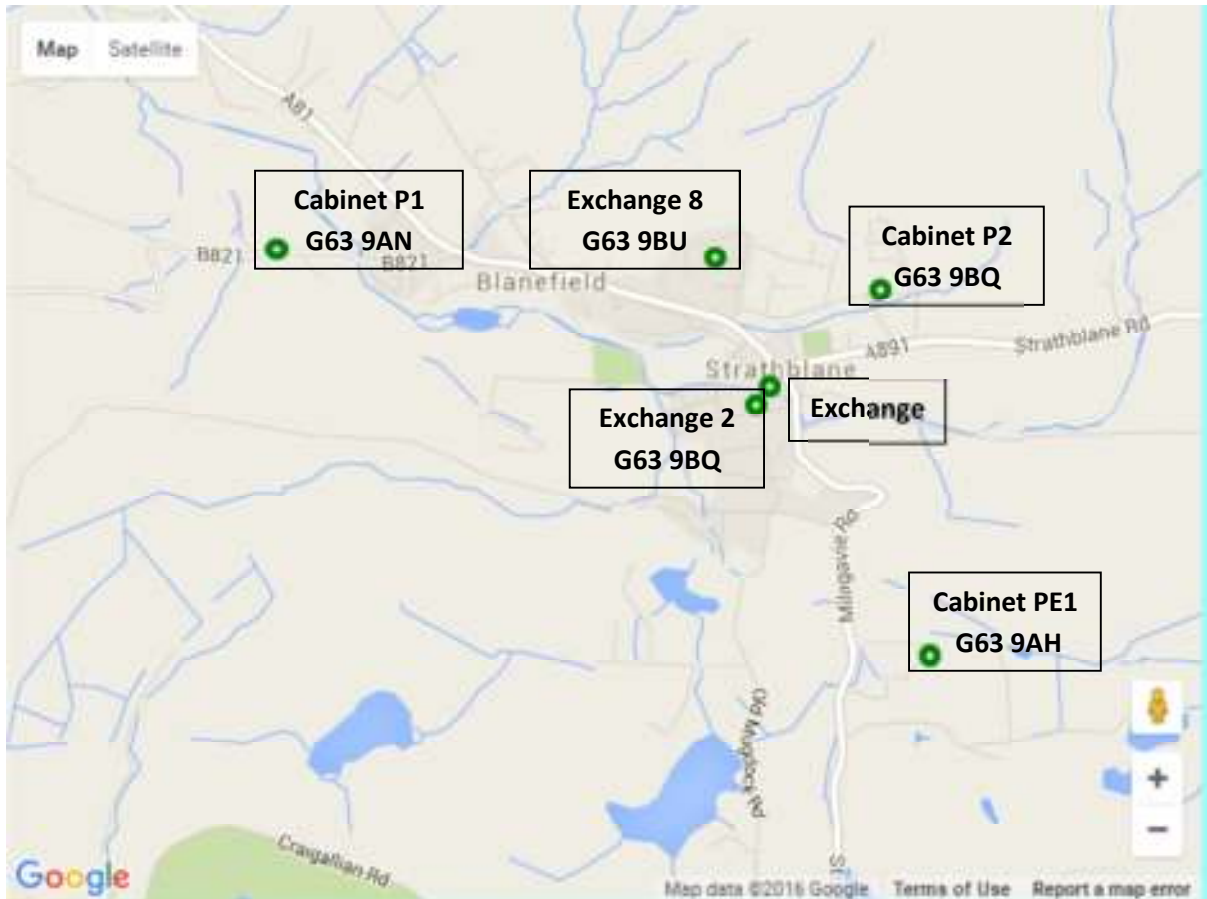 Map Satellite
A81
Cabinet P1
G63 9AN
Exchange 8
G63 9BU
Cabinet P2
G63 9BQ
B821
B821
Blanefield
A891
Strathblane Rd
Strathblane
Exchange 2
G63 9BQ
Exchange
Milngavie Ro
Cabinet PE1
G63 9AH
Old Mugdock Rd
+
−
Craigallian Rd
St
Google
Map data ©2016 Google Terms of Use Report a map error